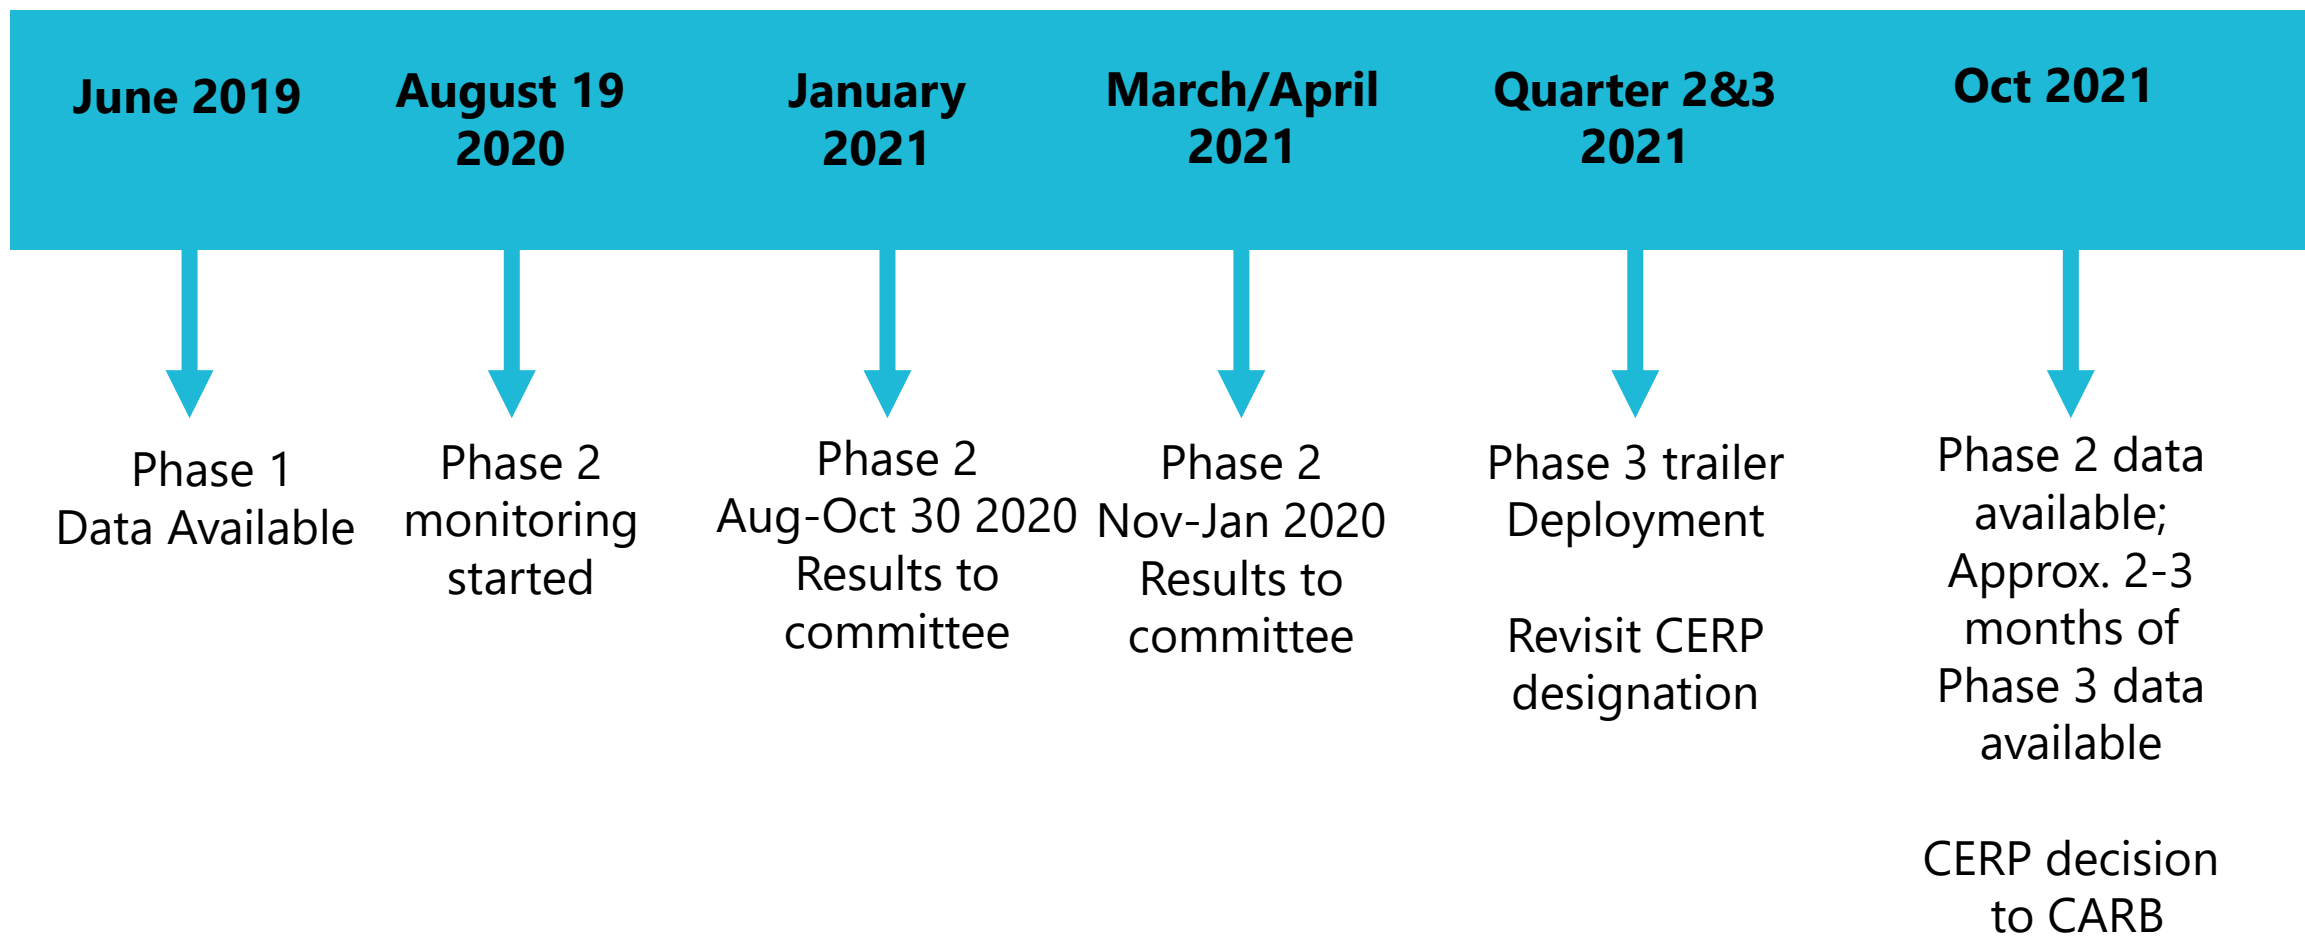 June 2019
August 19
2020
January
2021
March/April
2021
Quarter 2&3
2021
Oct 2021
Phase 1
Data Available
Phase 2
monitoring
started
Phase 2
Aug-Oct 30 2020
Results to
committee
Phase 2
Nov-Jan 2020
Results to
committee
Phase 3 trailer
Deployment
Revisit CERP
designation
Phase 2 data
available;
Approx. 2-3
months of
Phase 3 data
available
CERP decision
to CARB